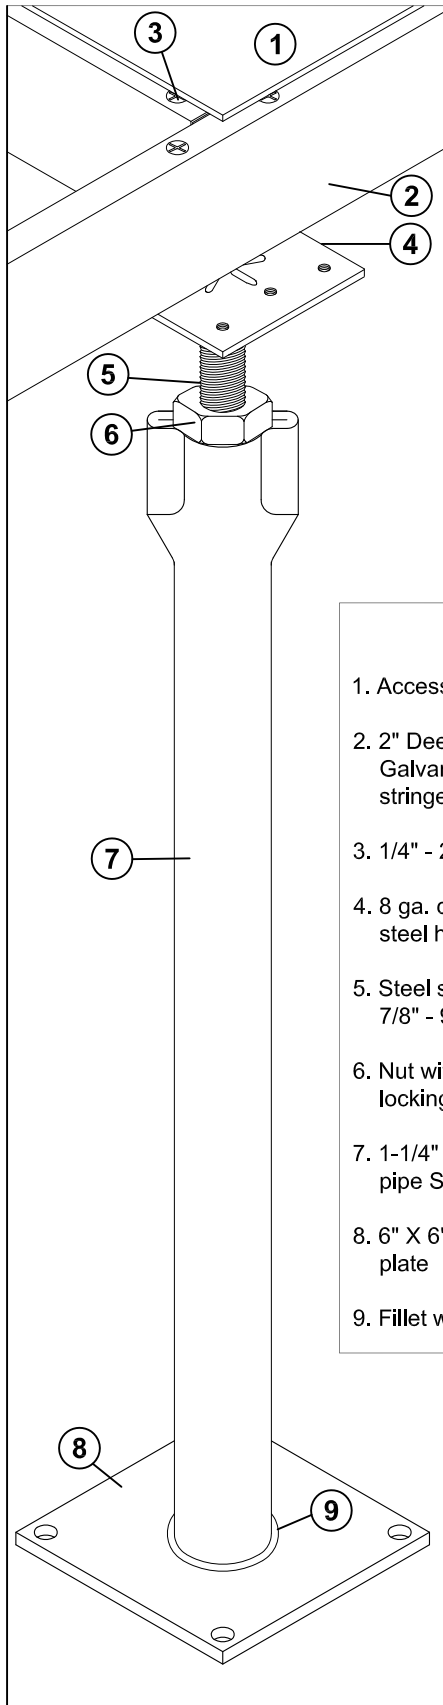 3
1
2
4
5
6
1. Access
2. 2" Dee
Galvar
stringe
3. 1/4" - 2
4. 8 ga. c
steel h
5. Steel s
7/8" - 9
6. Nut wi
locking
7
7. 1-1/4"
pipe S
8. 6" X 6"
plate
9. Fillet w
8
9